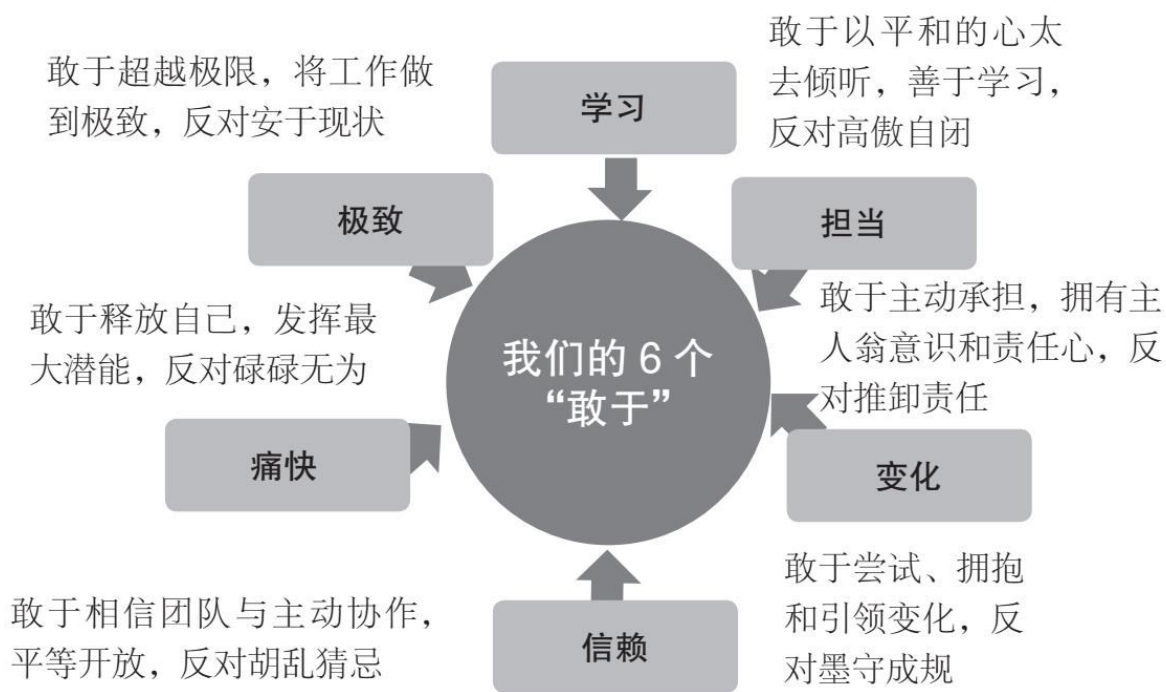 敢于超越极限，将工作做
到极致，反对安于现状
学习
敢于以平和的心太
去倾听，善于学习，
反对高傲自闭
极致
担当
敢于释放自己，发挥最
大潜能，反对碌碌无为
我们的 6 个
“敢于”
敢于主动承担，拥有主
人翁意识和责任心，反
对推卸责任
痛快
变化
敢于相信团队与主动协作，
平等开放，反对胡乱猜忌
信赖
敢于尝试、拥抱
和引领变化，反
对墨守成规